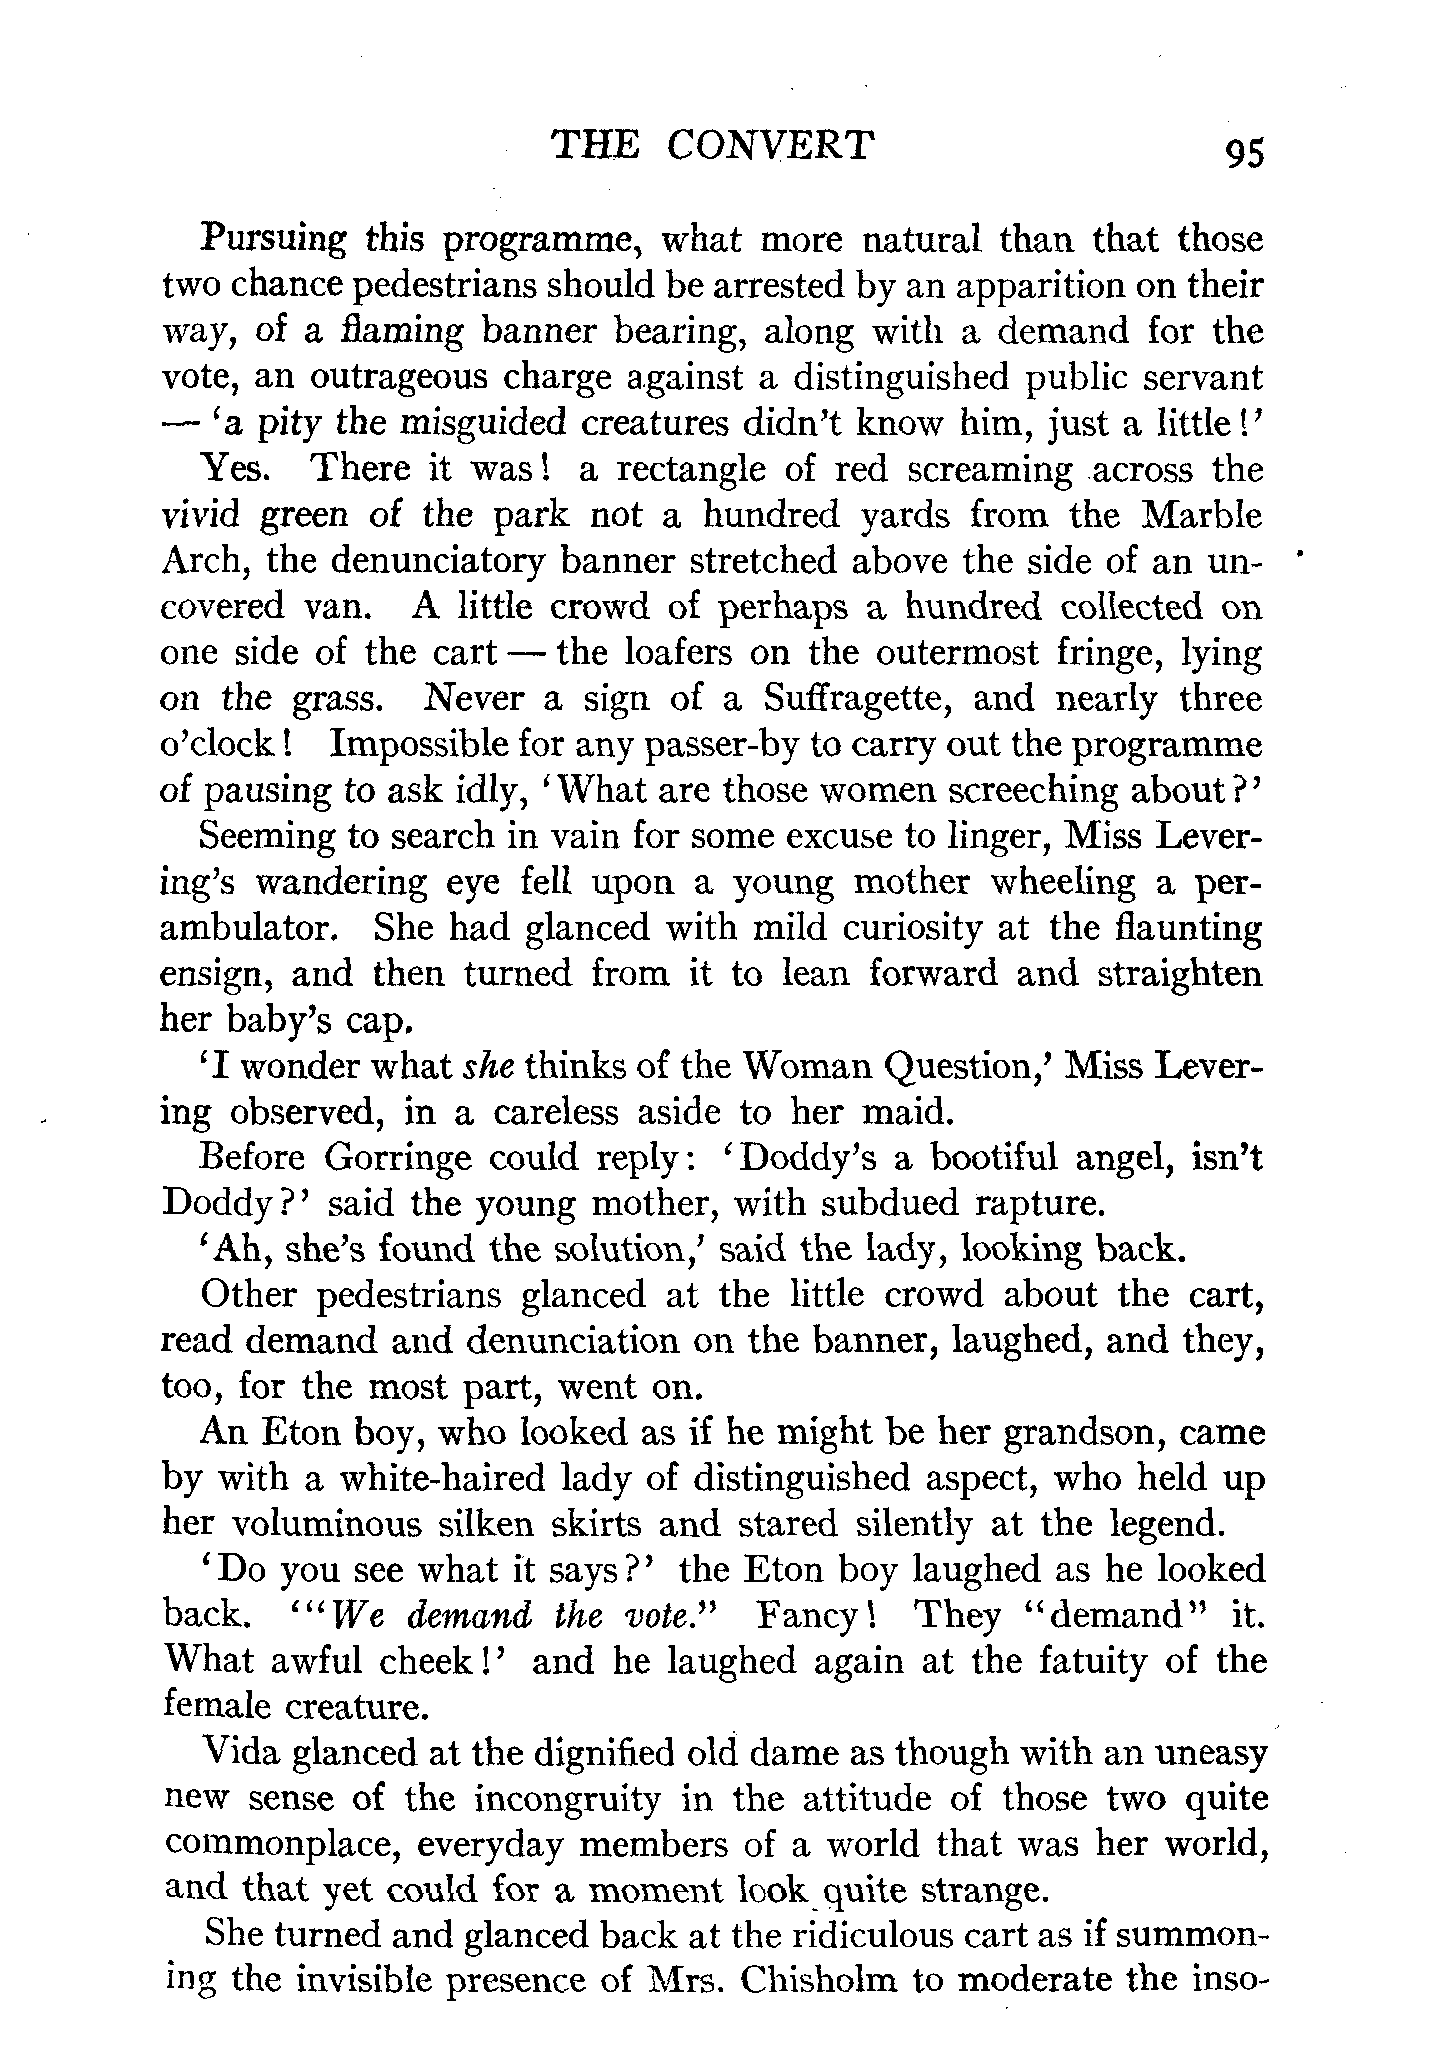 THE CONVERT 95
Pursuing this programme, what more natural than that those
two chance pedestrians should be arrested by an apparition on their
way, of a flaming banner bearing, along with a demand for the
vote, an outrageous charge against a distinguished public servant
— 'a pity the misguided creatures didn't know him, just a little!'
Yes. There it was! a rectangle of red screaming across the
vivid green of the park not a hundred yards from the Marble
Arch, the denunciatory banner stretched above the side of an un-
covered van. A little crowd of perhaps a hundred collected on
one side of the cart — the loafers on the outermost fringe, lying
on the grass. Never a sign of a Suffragette, and nearly three
o'clock! Impossible for any passer-by to carry out the programme
of pausing to ask idly, 'What are those women screeching about?'
Seeming to search in vain for some excuse to linger, Miss Lever-
ing's wandering eye fell upon a young mother wheeling a per-
ambulator. She had glanced with mild curiosity at the flaunting
ensign, and then turned from it to lean forward and straighten
her baby's cap.
'I wonder what she thinks of the Woman Question,' Miss Lever-
ing observed, in a careless aside to her maid.
Before Gorringe could reply: 'Doddy's a bootiful angel, isn't
Doddy?' said the young mother, with subdued rapture.
'Ah, she's found the solution,' said the lady, looking back.
Other pedestrians glanced at the little crowd about the cart,
read demand and denunciation on the banner, laughed, and they,
too, for the most part, went on.
An Eton boy, who looked as if he might be her grandson, came
by with a white-haired lady of distinguished aspect, who held up
her voluminous silken skirts and stared silently at the legend.
'Do you see what it says?' the Eton boy laughed as he looked
back. '"We demand the vote." Fancy! They "demand" it.
What awful cheek!' and he laughed again at the fatuity of the
female creature.
Vida glanced at the dignified old dame as though with an uneasy
new sense of the incongruity in the attitude of those two quite
commonplace, everyday members of a world that was her world,
and that yet could for a moment look quite strange.
She turned and glanced back at the ridiculous cart as if summon-
ing the invisible presence of Mrs. Chisholm to moderate the inso-